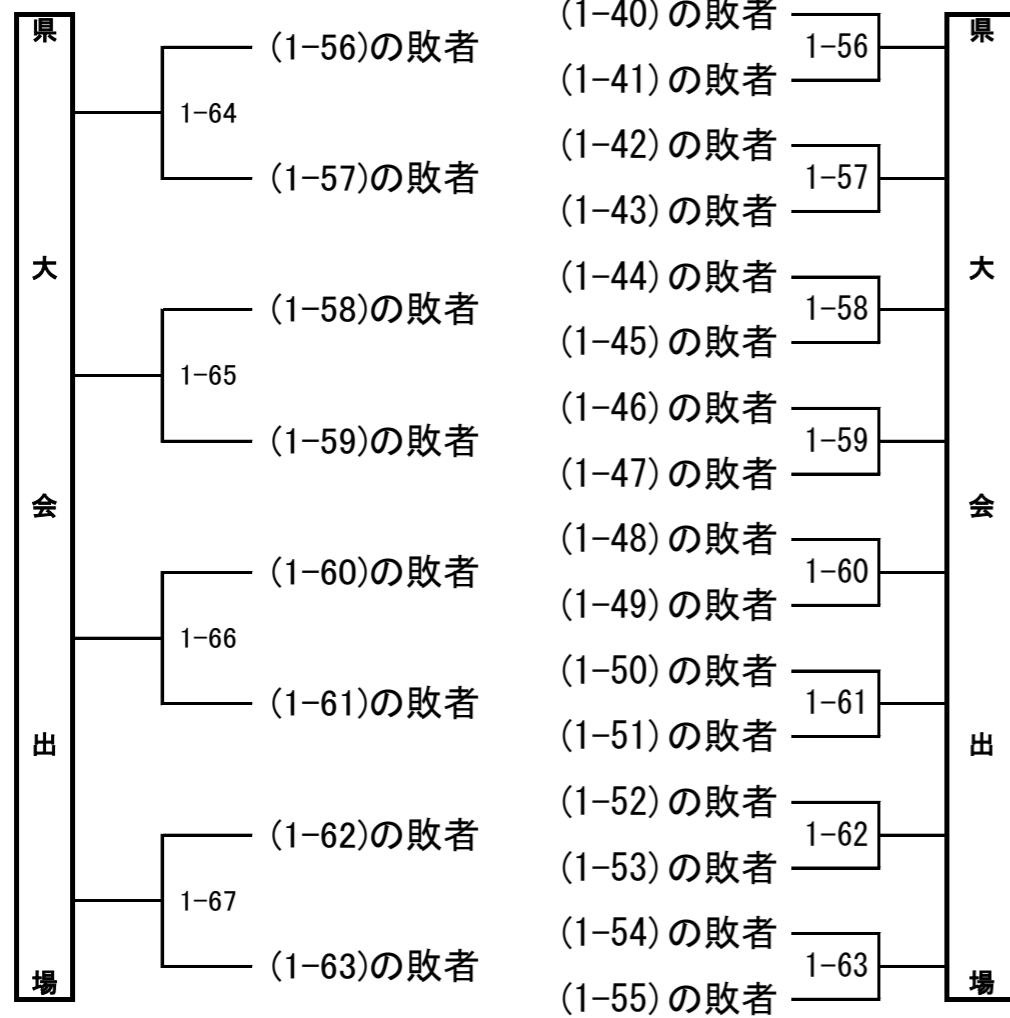 県大会出場
(1-56)の敗者
1-64
(1-57)の敗者
(1-58)の敗者
1-65
(1-59)の敗者
(1-60)の敗者
1-66
(1-61)の敗者
(1-62)の敗者
1-67
(1-63)の敗者
(1-40)の敗者
1-56
(1-41)の敗者
(1-42)の敗者
1-57
(1-43)の敗者
(1-44)の敗者
1-58
(1-45)の敗者
(1-46)の敗者
1-59
(1-47)の敗者
(1-48)の敗者
1-60
(1-49)の敗者
(1-50)の敗者
1-61
(1-51)の敗者
(1-52)の敗者
1-62
(1-53)の敗者
(1-54)の敗者
1-63
(1-55)の敗者
県大会出場